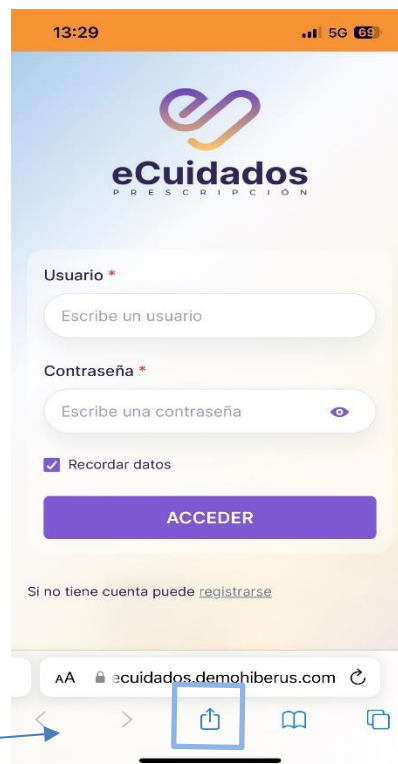 13:29
5G 69
eCuidados
PRESCRIPCIÓN
Usuario *
Escribe un usuario
Contraseña *
Escribe una contraseña
Recordar datos
ACCEDER
Si no tiene cuenta puede registrarse
AA ecuidados.demohiberus.com